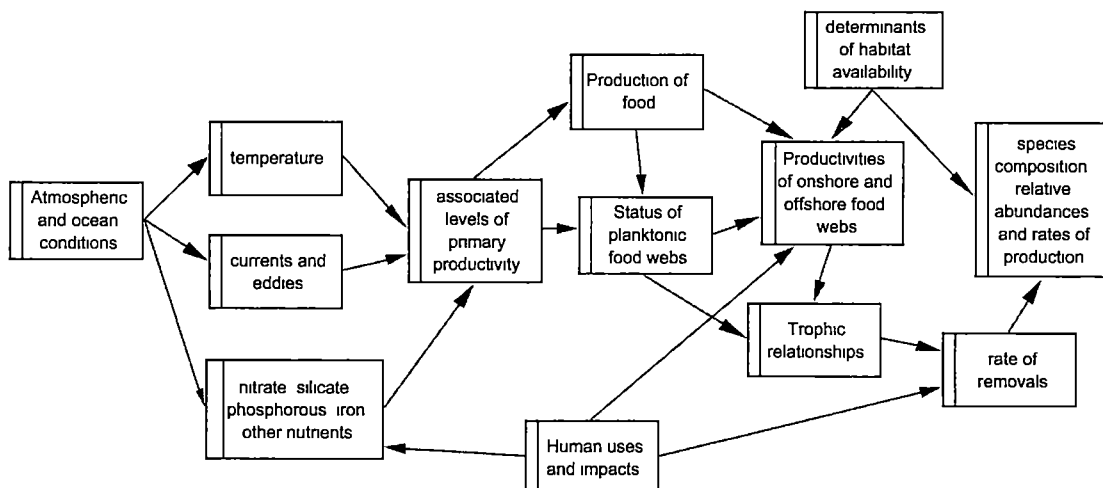 Atmospheric
and ocean
conditions
temperature
currents and
eddies
nitrate silicate
phosphorous iron
other nutrients
associated
levels of
primary
productivity
Production of
food
Status of
planktonic
food webs
determinants
of habitat
availability
Productivities
of onshore and
offshore food
webs
Trophic
relationships
Human uses
and impacts
species
composition
relative
abundances
and rates of
production
rate of
removals